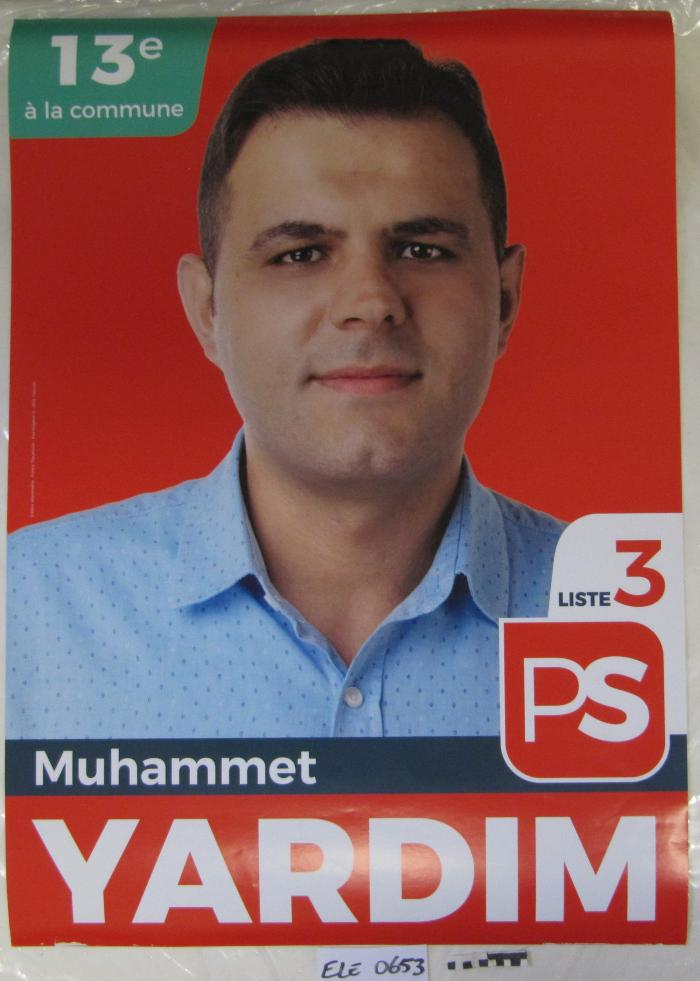 13e
à la commune
LISTE 3
PS
Muhammet
YARDIM
ELE 0653